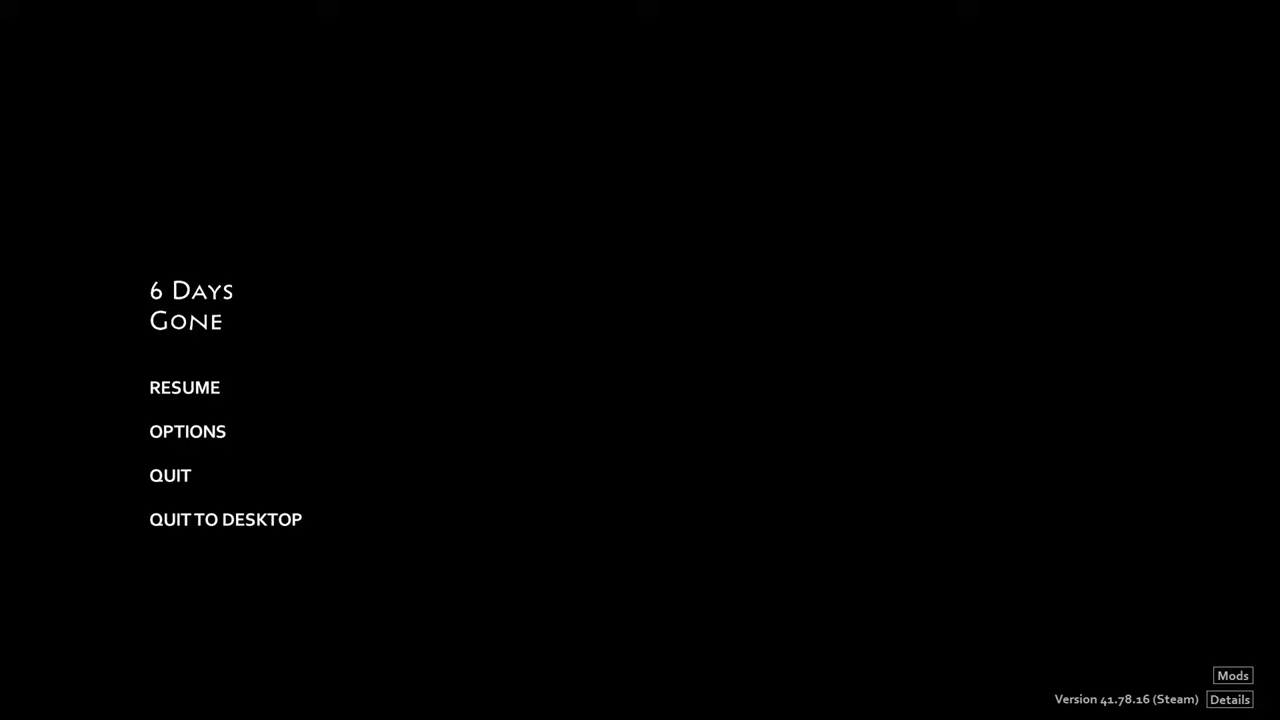 6 Days
Gone
RESUME
OPTIONS
QUIT
QUIT TO DESKTOP
Mods
Version 41.78.16 (Steam) Details